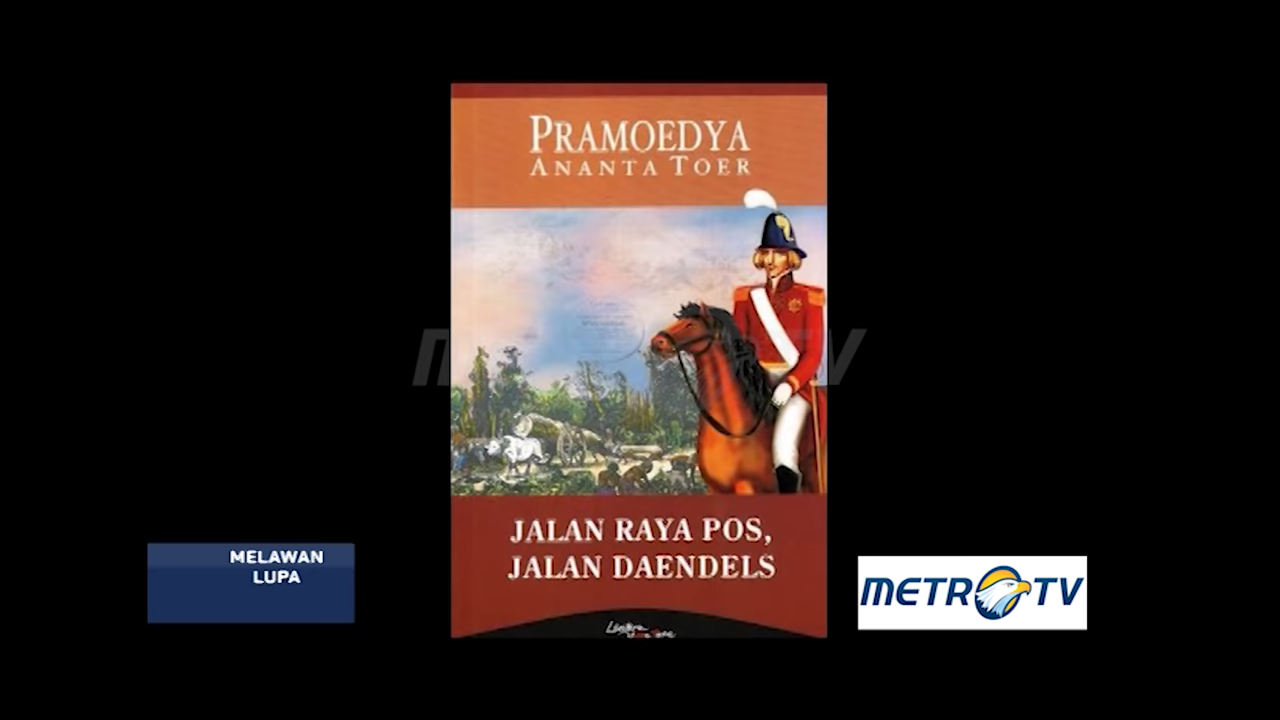 PRAMOEDYA
ANANTA TOER
JALAN RAYA POS,
JALAN DAENDELS
MELAWAN
LUPA
METRO TV